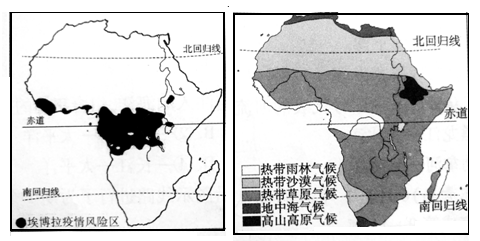 北回归线
赤道
南回归线
●埃博拉疫情风险区
北回归线
赤道
热带雨林气候
热带沙漠气候
热带草原气候
地中海气候
高山高原气候
南回归线